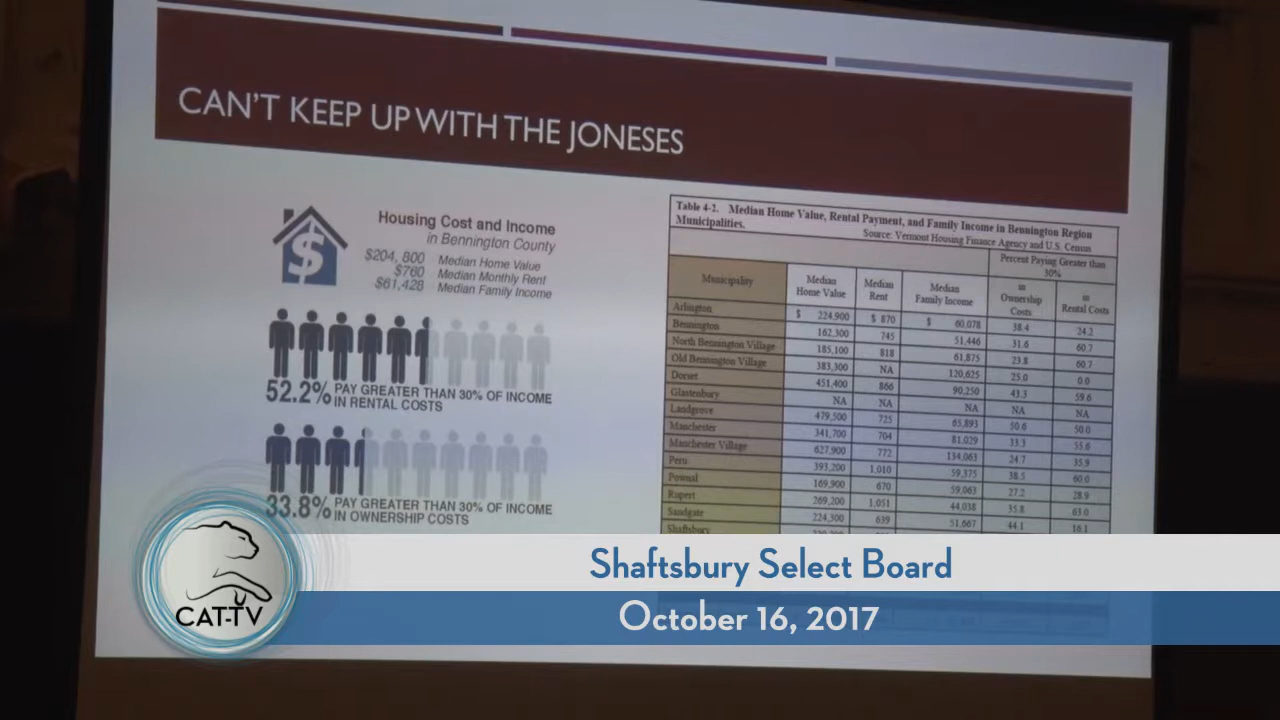 CAN'T KEEP UP WITH THE JONESES
Housing Cost and Income
in Bennington County
$204, 800 Median Home Value
$760 Median Monthly Rent
$61,428 Median Family Income
$
52.2% PAY GREATER THAN 30% OF INCOME
IN RENTAL COSTS
33.8% PAY GREATER THAN 30% OF INCOME
IN OWNERSHIP COSTS
Table 4-2. Median Home Value, Rental Payment, and Family Income in Bennington Region
Municipalities.
Source: Vermont Housing Finance Agency and U.S. Census
Percent Paying Greater than
30%
Municipality
Median
Home Value
Median
Rent
Median
Family Income
in
Ownership
Costs
in
Rental Costs
Arlington $ 224,900 $ 870 $ 60,078 38.4 24.2
Bennington 162,300 745 51,446 31.6 60.7
North Bennington Village 185,100 818 61,875 23.8 60.7
Old Bennington Village 383,300 NA 120,625 25.0 0.0
Dorset 451,400 866 90,250 43.3 59.6
Glastenbury NA NA NA NA NA
Landgrove 479,500 725 65,893 50.6 50.0
Manchester 341,700 704 81,029 33.3 55.6
Manchester Village 627,900 772 134,063 24.7 35.9
Peru 393,200 1,010 59,375 38.5 60.0
Pownal 169,900 670 59,063 27.2 28.9
Rupert 269,200 1,051 44,038 35.8 63.0
Sandgate 224,300 639 51,667 44.1 16.1
Shaftsbury
CAT-TV
Shaftsbury Select Board
October 16, 2017